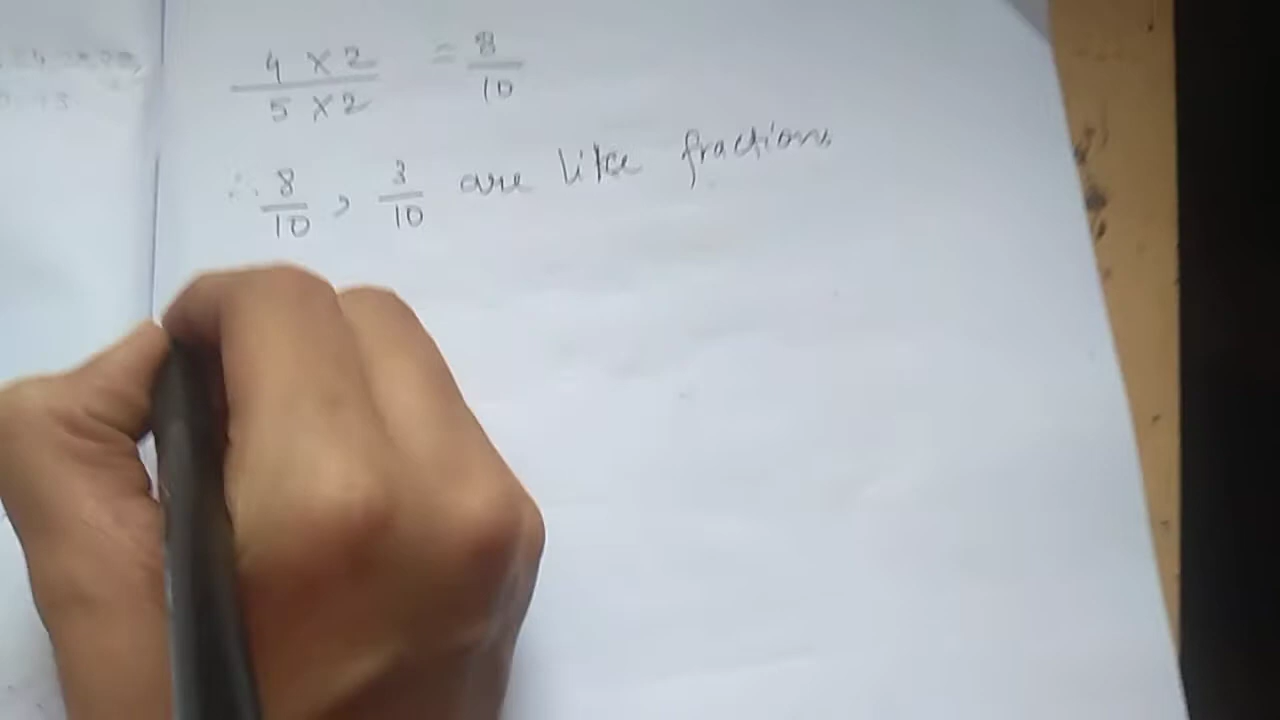 4 × 2 / 5 × 2 = 8/10
∴ 8/10 , 3/10 are like fractions